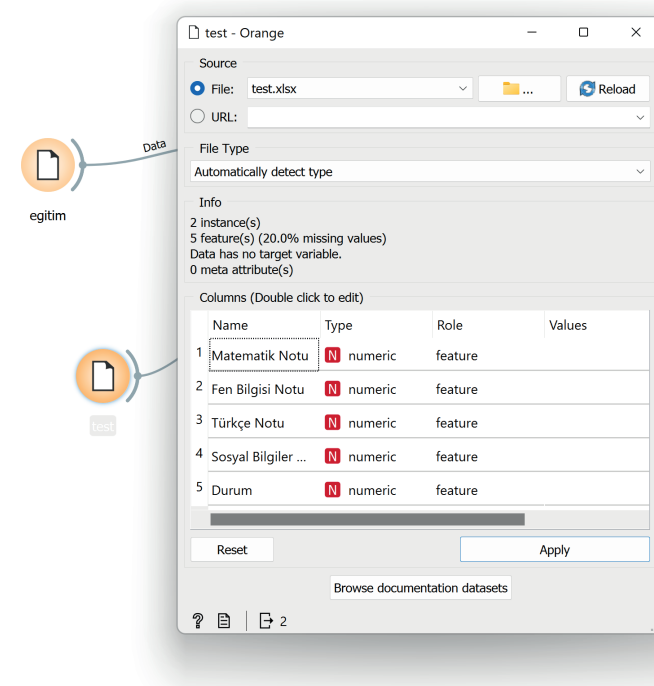 test - Orange
Source
File: test.xlsx ... Reload
URL:
File Type
Automatically detect type
Info
2 instance(s)
5 feature(s) (20.0% missing values)
Data has no target variable.
0 meta attribute(s)
Columns (Double click to edit)
Name Type Role Values
1 Matematik Notu N numeric feature
2 Fen Bilgisi Notu N numeric feature
3 Türkçe Notu N numeric feature
4 Sosyal Bilgiler ... N numeric feature
5 Durum N numeric feature
Reset Apply
Browse documentation datasets
? 2
Data
egitim
test